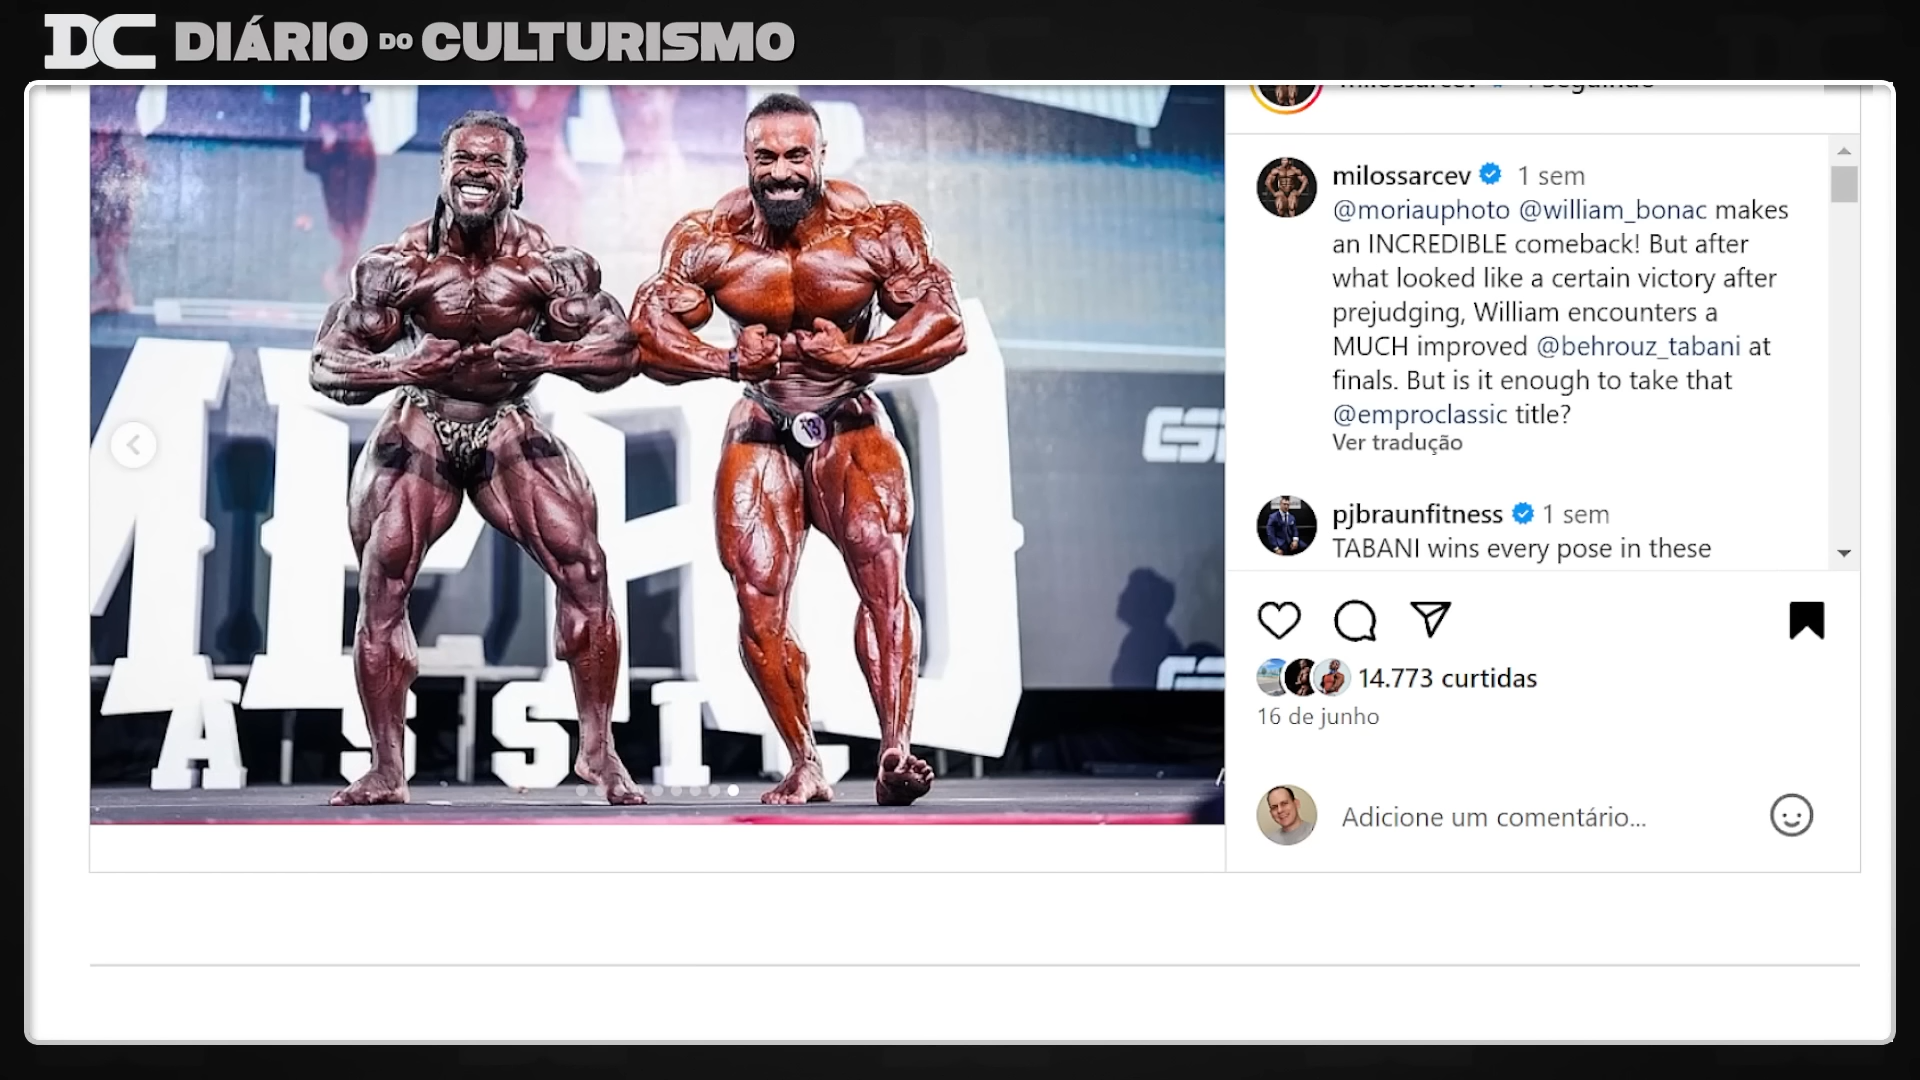 DC DIÁRIO DO CULTURISMO
milossarcev 1 sem
@moriauphoto @william_bonac makes
an INCREDIBLE comeback! But after
what looked like a certain victory after
prejudging, William encounters a
MUCH improved @behrouz_tabani at
finals. But is it enough to take that
@emproclassic title?
Ver tradução
pjbraunfitness 1 sem
TABANI wins every pose in these
14.773 curtidas
16 de junho
Adicione um comentário...
13